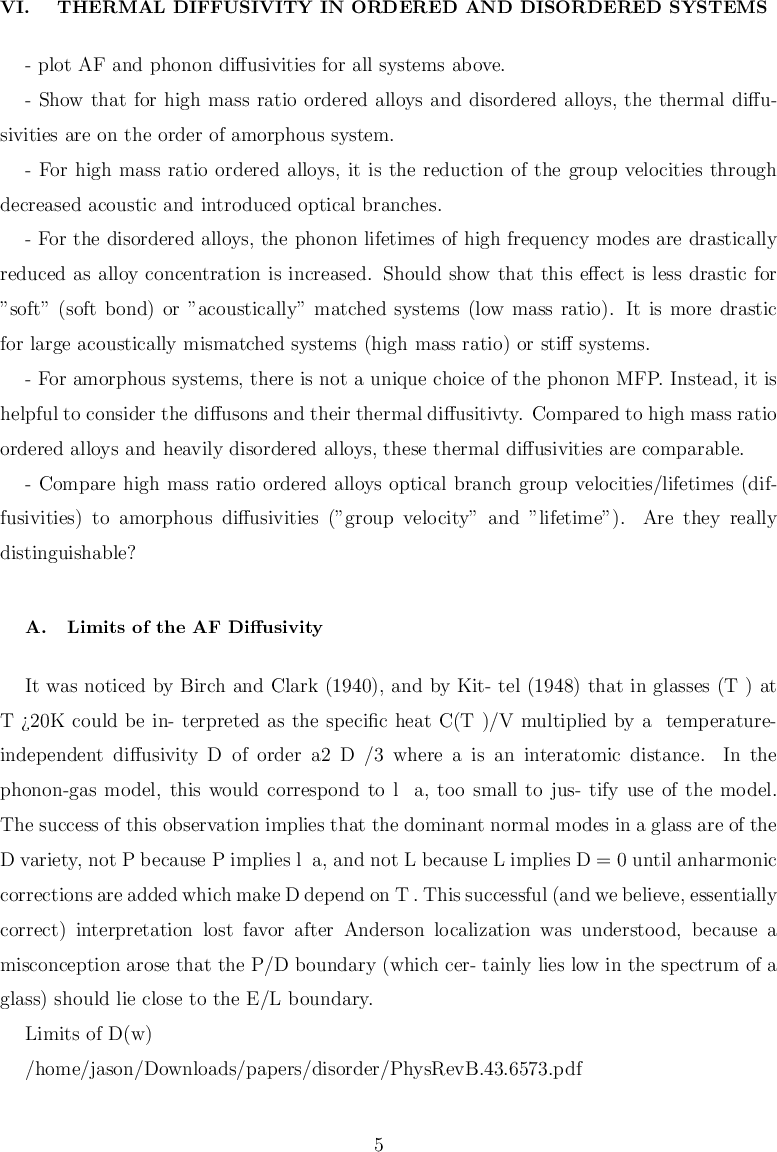 VI. THERMAL DIFFUSIVITY IN ORDERED AND DISORDERED SYSTEMS
- plot AF and phonon diffusivities for all systems above.
- Show that for high mass ratio ordered alloys and disordered alloys, the thermal diffu-
sivities are on the order of amorphous system.
- For high mass ratio ordered alloys, it is the reduction of the group velocities through
decreased acoustic and introduced optical branches.
- For the disordered alloys, the phonon lifetimes of high frequency modes are drastically
reduced as alloy concentration is increased. Should show that this effect is less drastic for
”soft” (soft bond) or ”acoustically” matched systems (low mass ratio). It is more drastic
for large acoustically mismatched systems (high mass ratio) or stiff systems.
- For amorphous systems, there is not a unique choice of the phonon MFP. Instead, it is
helpful to consider the diffusons and their thermal diffusitivty. Compared to high mass ratio
ordered alloys and heavily disordered alloys, these thermal diffusivities are comparable.
- Compare high mass ratio ordered alloys optical branch group velocities/lifetimes (dif-
fusivities) to amorphous diffusivities (”group velocity” and ”lifetime”). Are they really
distinguishable?
A. Limits of the AF Diffusivity
It was noticed by Birch and Clark (1940), and by Kit- tel (1948) that in glasses (T ) at
T ¿20K could be in- terpreted as the specific heat C(T )/V multiplied by a temperature-
independent diffusivity D of order a2 D /3 where a is an interatomic distance. In the
phonon-gas model, this would correspond to l a, too small to jus- tify use of the model.
The success of this observation implies that the dominant normal modes in a glass are of the
D variety, not P because P implies l a, and not L because L implies D = 0 until anharmonic
corrections are added which make D depend on T . This successful (and we believe, essentially
correct) interpretation lost favor after Anderson localization was understood, because a
misconception arose that the P/D boundary (which cer- tainly lies low in the spectrum of a
glass) should lie close to the E/L boundary.
Limits of D(w)
/home/jason/Downloads/papers/disorder/PhysRevB.43.6573.pdf
5